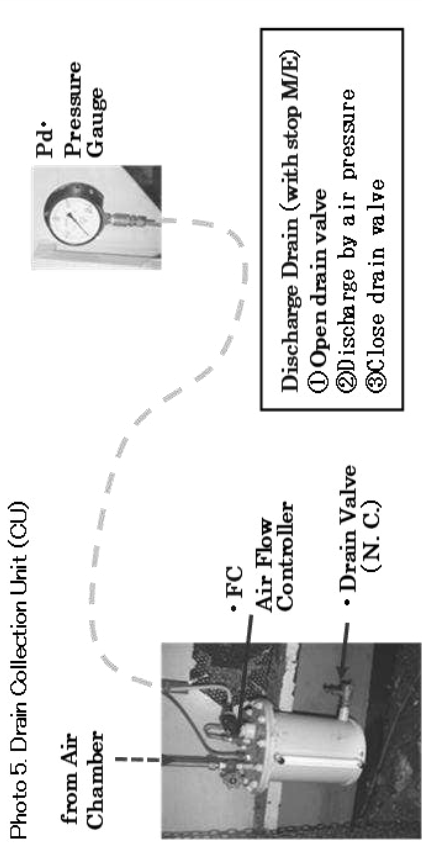 Photo 5. Drain Collection Unit (CU)
from Air
Chamber
Pd・
Pressure
Gauge
・FC
Air Flow
Controller
・Drain Valve
(N. C.)
Discharge Drain (with stop M/E)
①Open drain valve
②Discharge by air pressure
③Close drain valve